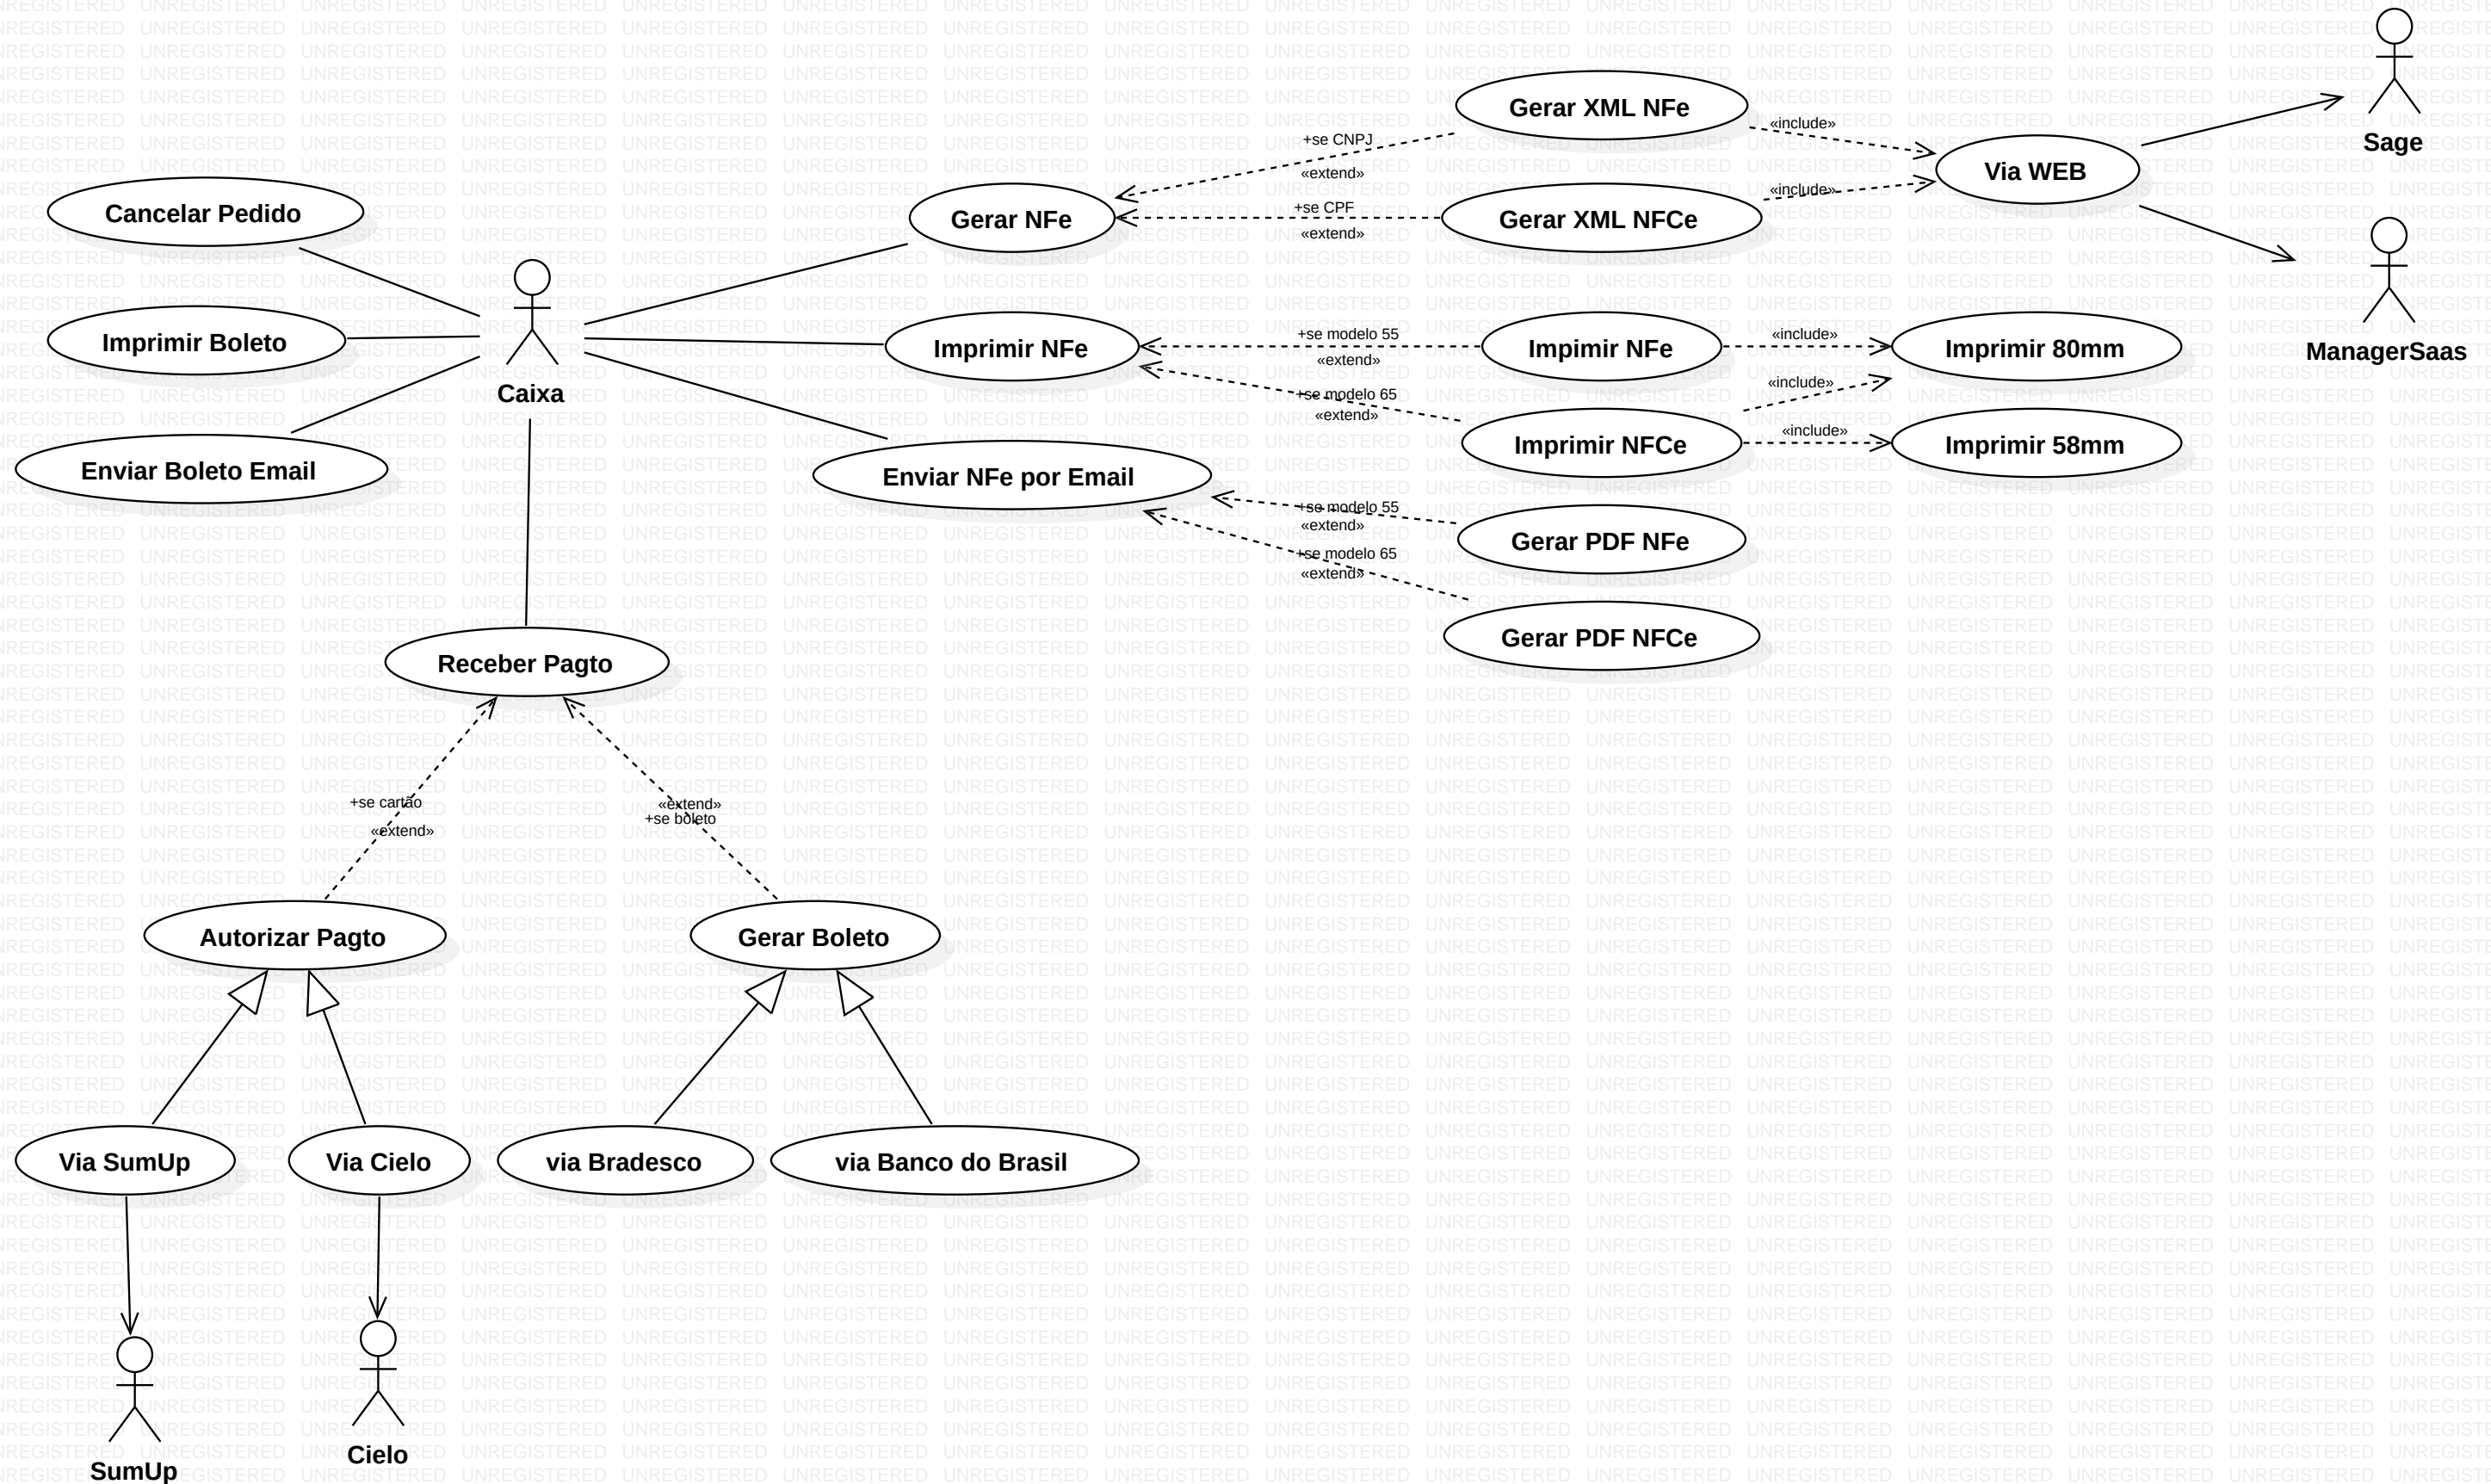 Sage
Gerar XML NFe
+se CNPJ
«include»
«extend»
Via WEB
«include»
Cancelar Pedido
Gerar NFe
+se CPF
«extend»
Gerar XML NFCe
ManagerSaas
Imprimir Boleto
Caixa
Imprimir NFe
+se modelo 55
«extend»
Impimir NFe
«include»
Imprimir 80mm
+se modelo 65
«extend»
«include»
Imprimir NFCe
«include»
Imprimir 58mm
Enviar Boleto Email
Enviar NFe por Email
+se modelo 55
«extend»
Gerar PDF NFe
+se modelo 65
«extend»
Gerar PDF NFCe
Receber Pagto
+se cartão
«extend»
«extend»
+se boleto
Autorizar Pagto
Gerar Boleto
Via SumUp
Via Cielo
via Bradesco
via Banco do Brasil
Cielo
SumUp
UNREGISTERED